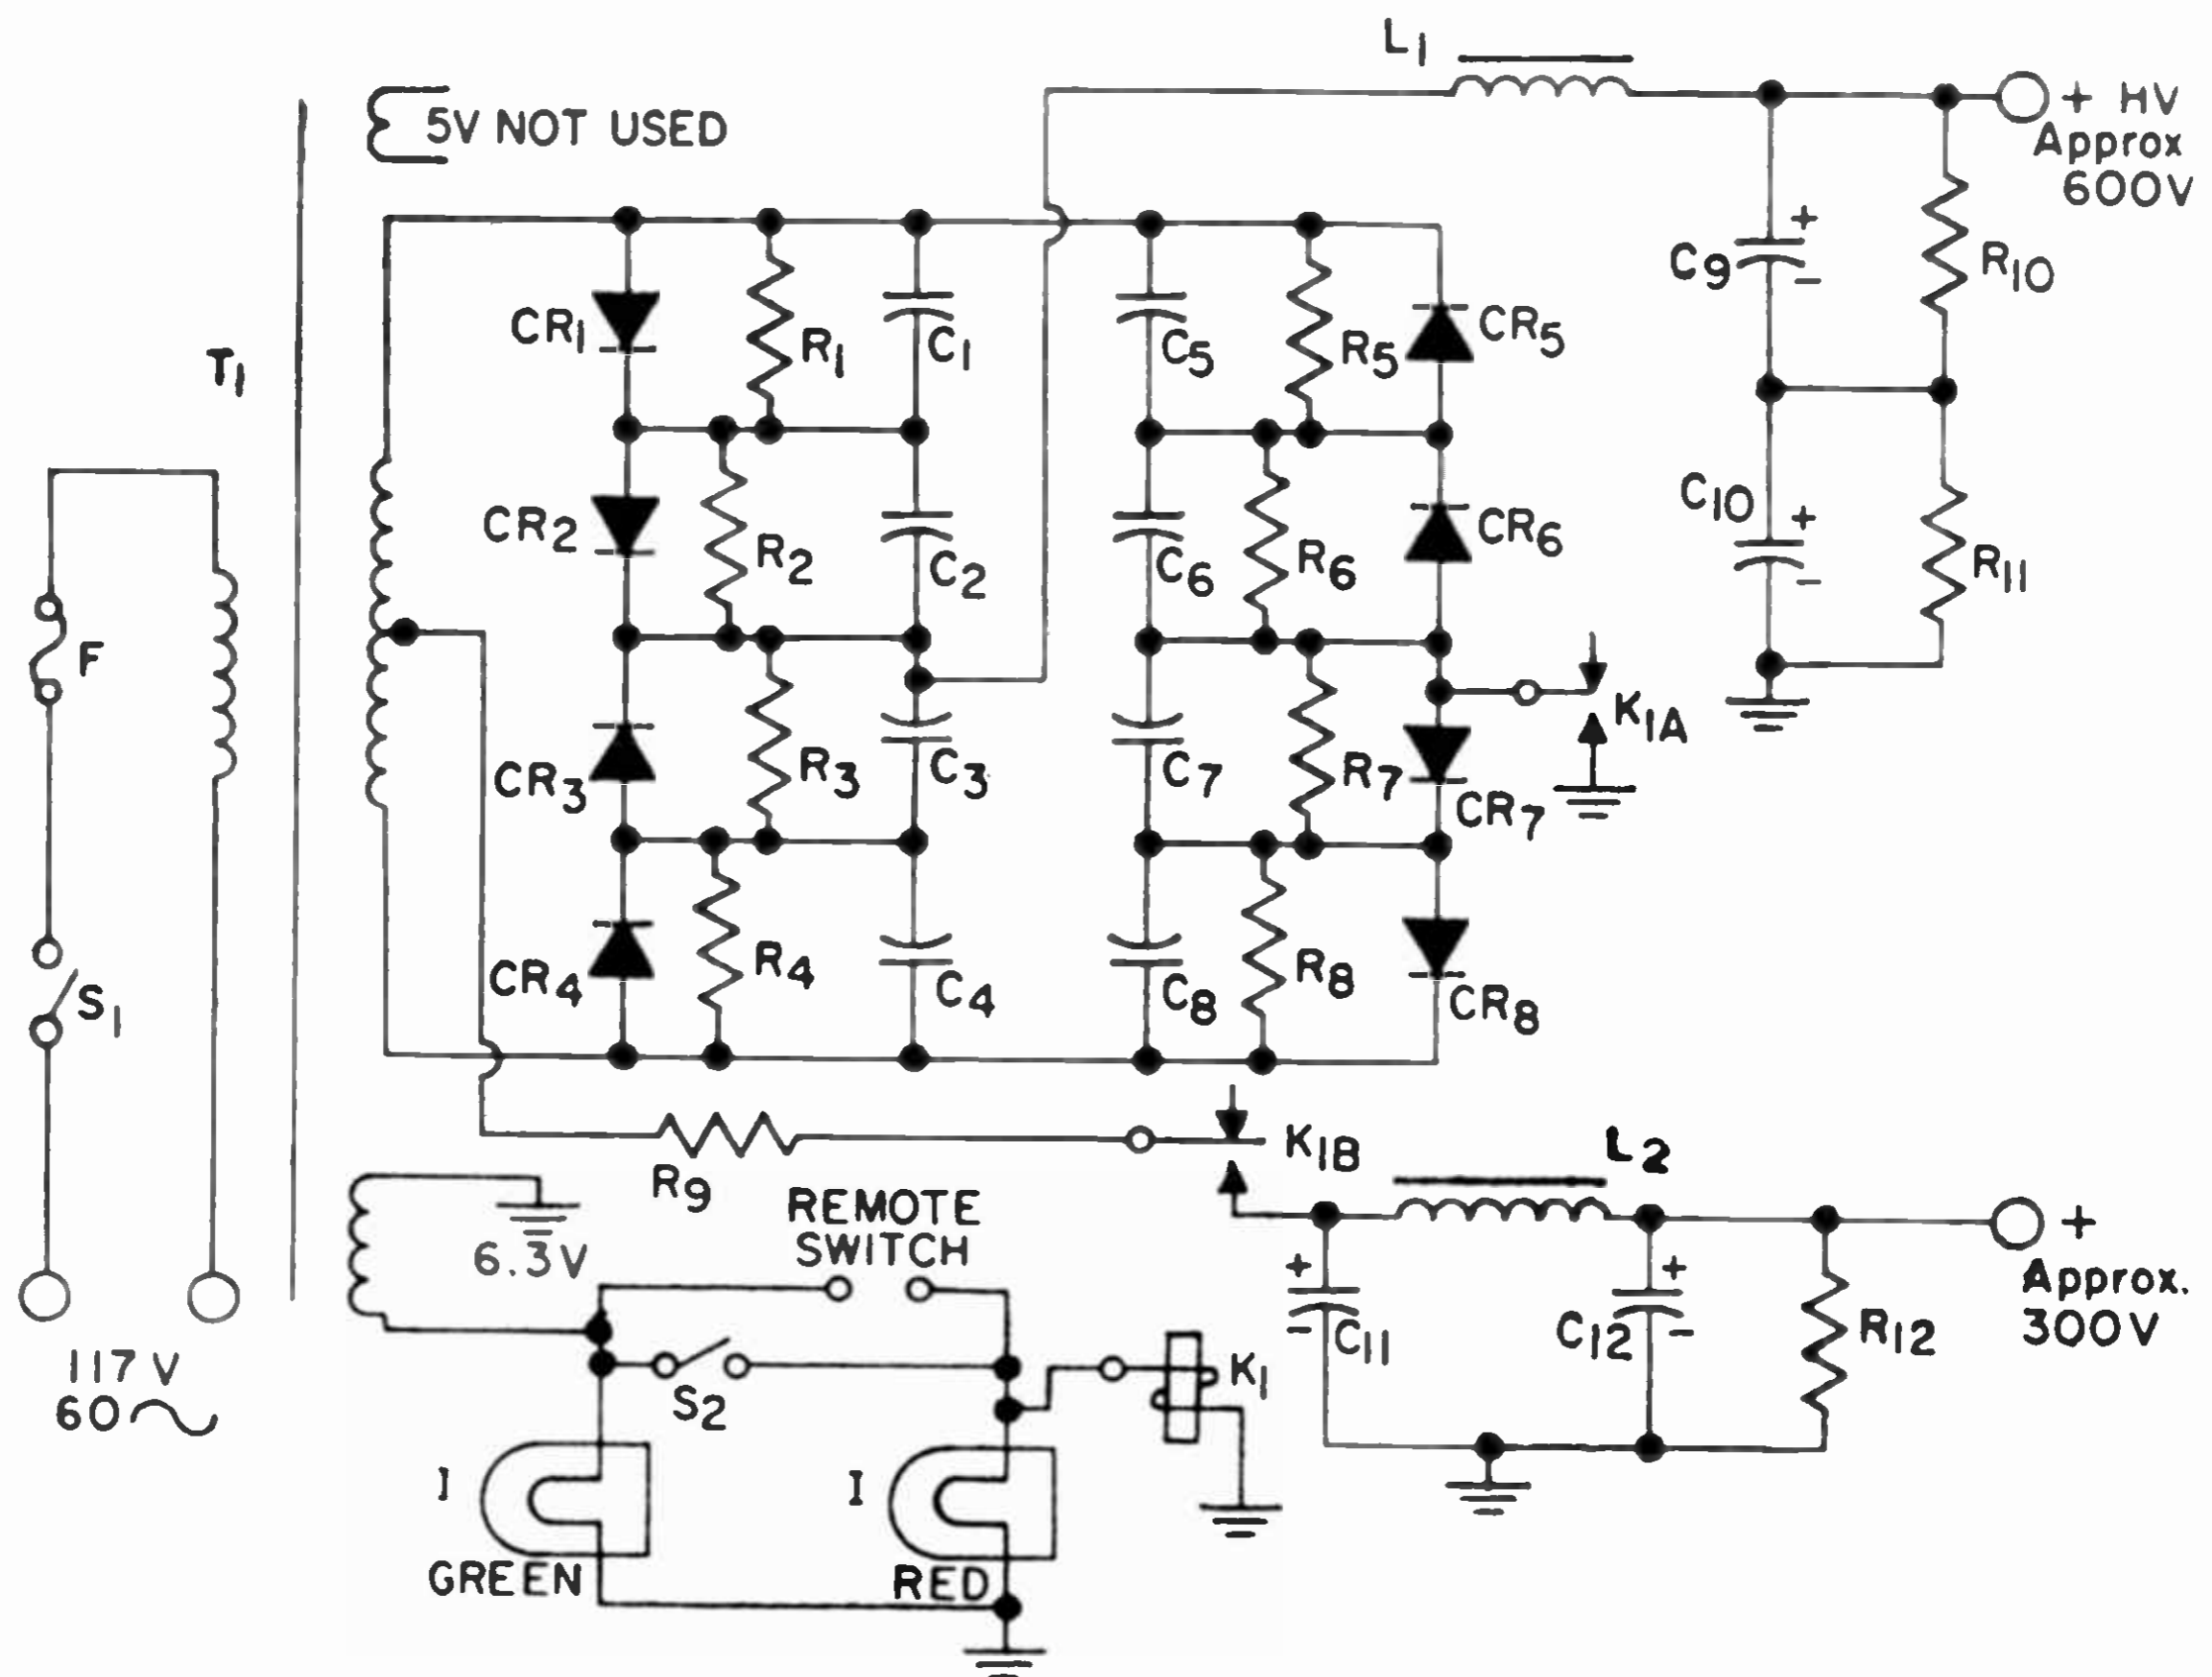 L1
+ HV
Approx
600V
5V NOT USED
T1
CR1
R1
C1
C5
R5
CR5
C9
+
-
R10
CR2
R2
C2
C6
R6
CR6
C10
+
-
R11
F
K1A
CR3
R3
C3
C7
R7
CR7
S1
CR4
R4
C4
C8
R8
CR8
R9
K1B
L2
6.3V
REMOTE
SWITCH
+
Approx.
300V
+
-
C11
+
-
C12
R12
117 V
60
S2
K1
I
GREEN
I
RED